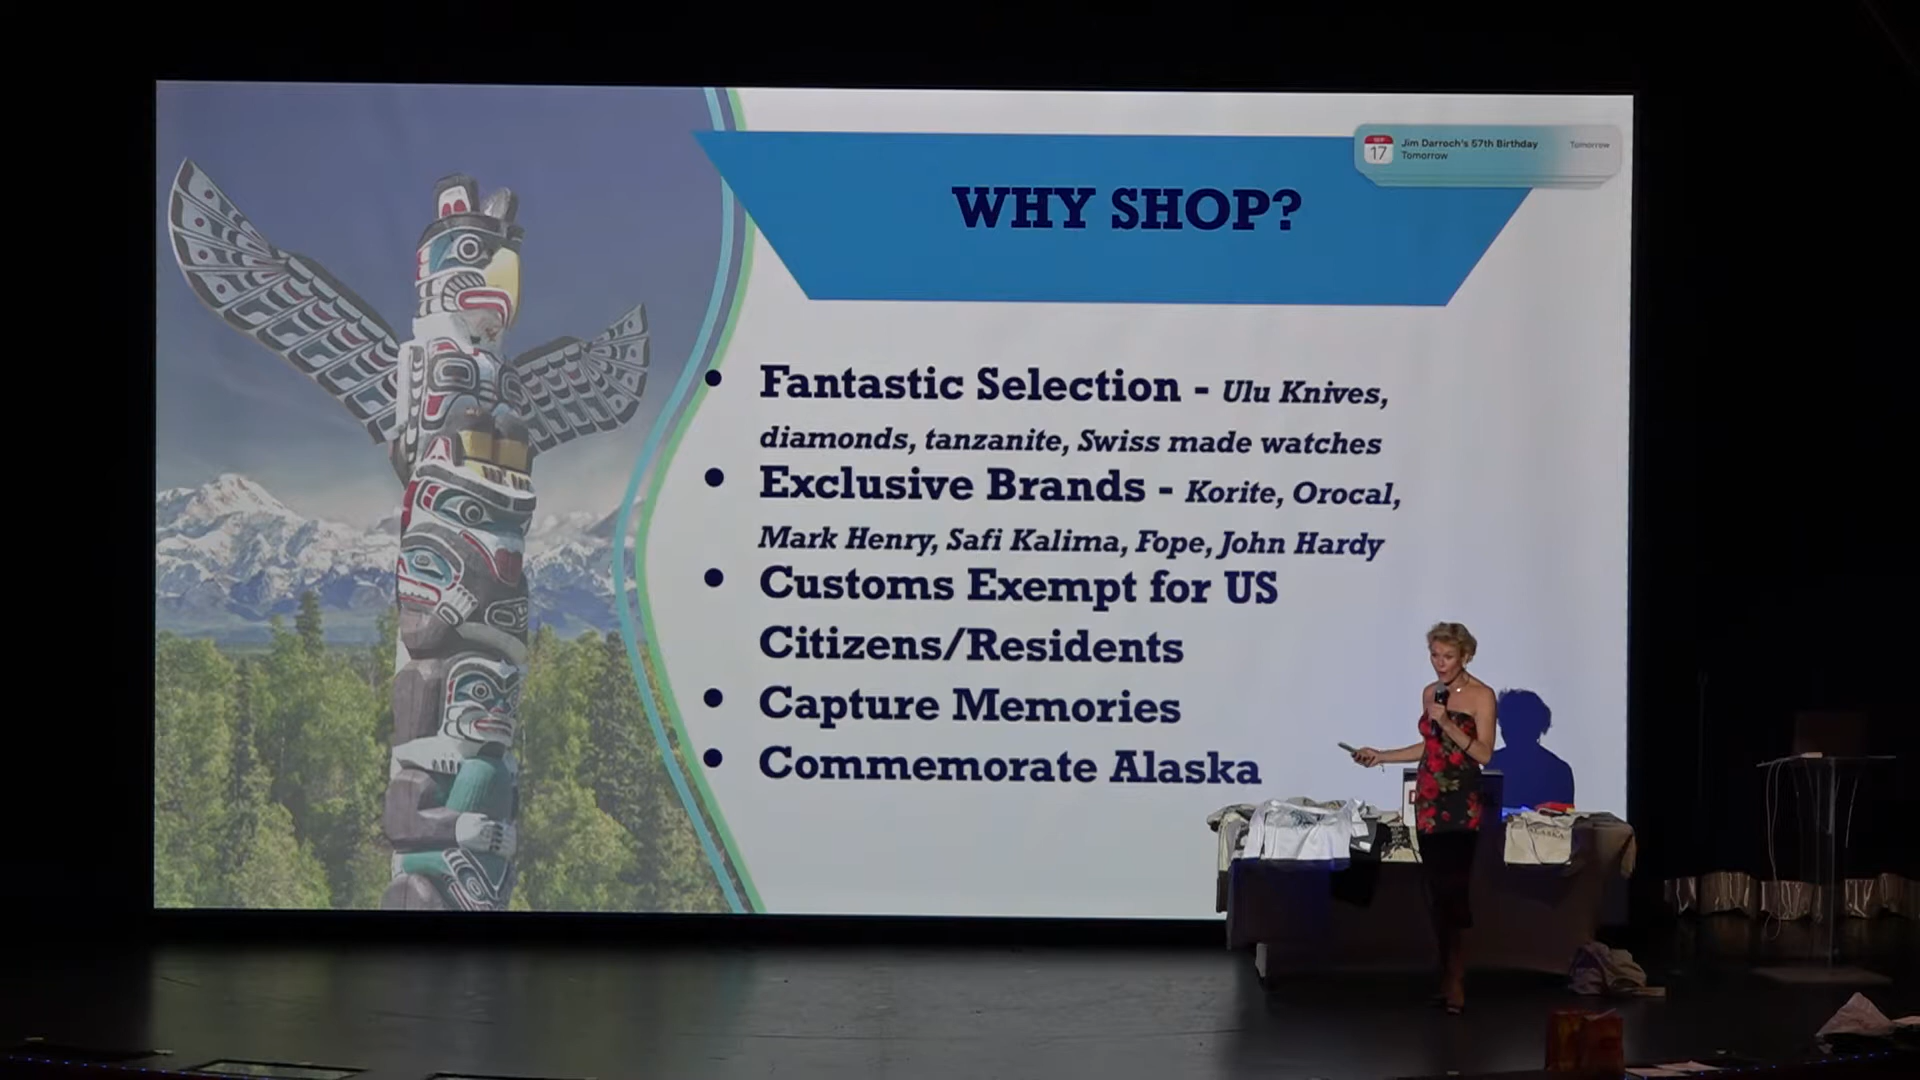 WHY SHOP?
SEP
17
Jim Darroch's 57th Birthday
Tomorrow
Tomorrow
• Fantastic Selection - Ulu Knives,
diamonds, tanzanite, Swiss made watches
• Exclusive Brands - Korite, Orocal,
Mark Henry, Safi Kalima, Fope, John Hardy
• Customs Exempt for US
Citizens/Residents
• Capture Memories
• Commemorate Alaska
ALASKA